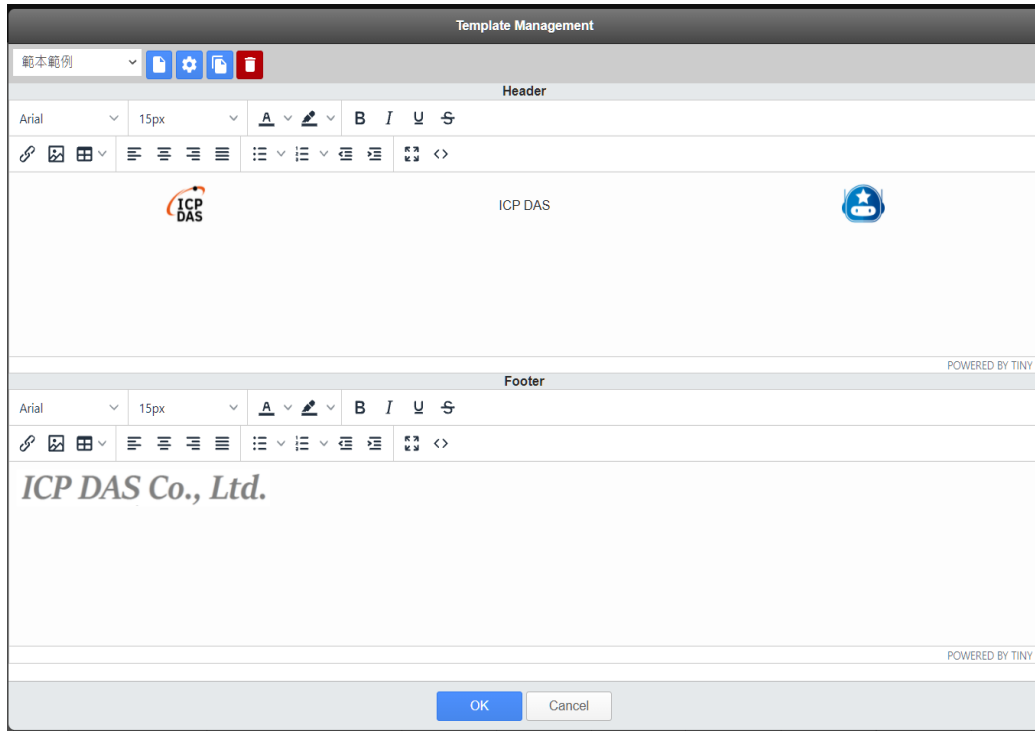 Template Management
範本範例
Header
Arial 15px A B I U S
ICP DAS ICP DAS
POWERED BY TINY
Footer
Arial 15px A B I U S
ICP DAS Co., Ltd.
POWERED BY TINY
OK Cancel